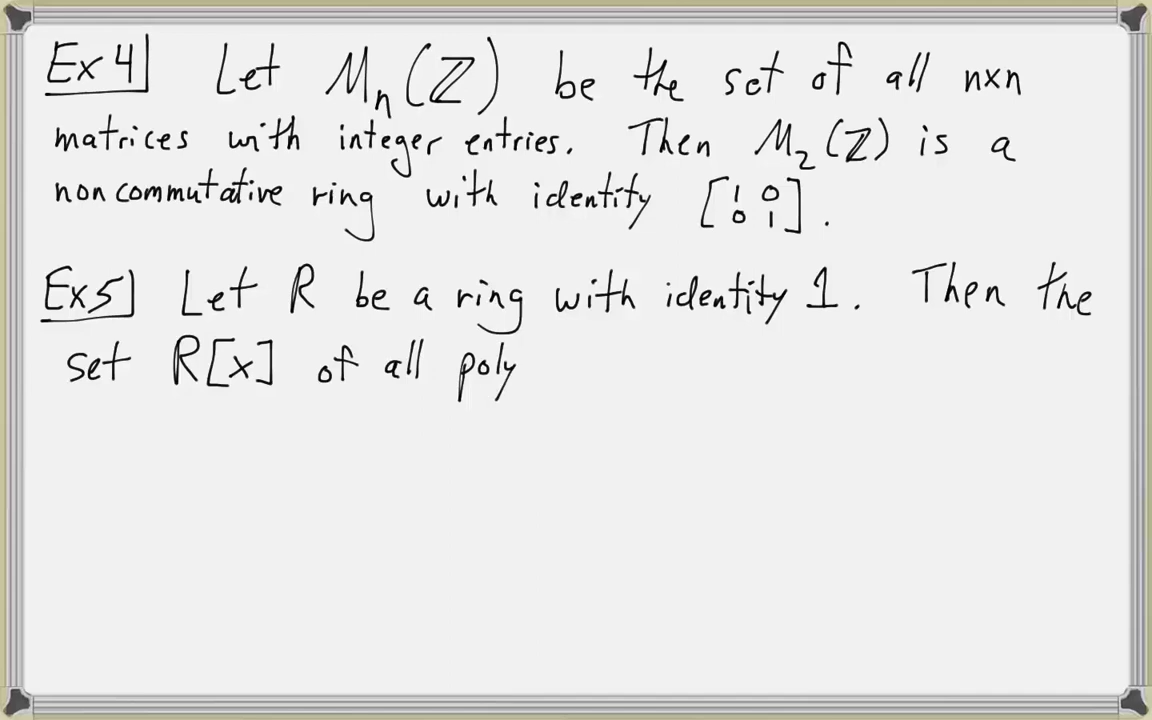 Ex 4 Let Mₙ(ℤ) be the set of all n×n
matrices with integer entries. Then M₂(ℤ) is a
noncommutative ring with identity [1 0; 0 1].
Ex 5 Let R be a ring with identity 1. Then the
set R[x] of all poly